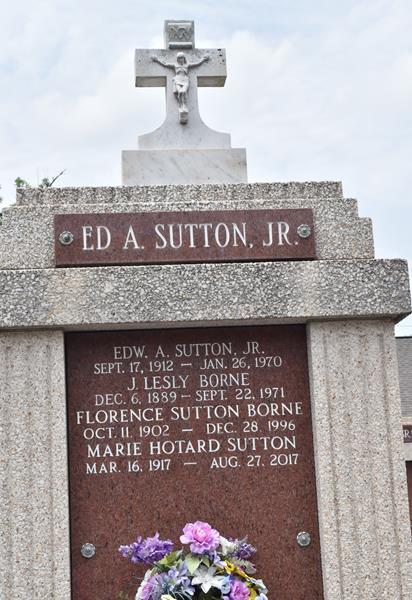 ED A. SUTTON, JR.
EDW. A. SUTTON, JR.
SEPT. 17, 1912 — JAN. 26, 1970
J. LESLY BORNE
DEC. 6, 1889 — SEPT. 22, 1971
FLORENCE SUTTON BORNE
OCT. 11, 1902 — DEC. 28, 1996
MARIE HOTARD SUTTON
MAR. 16, 1917 — AUG. 27, 2017